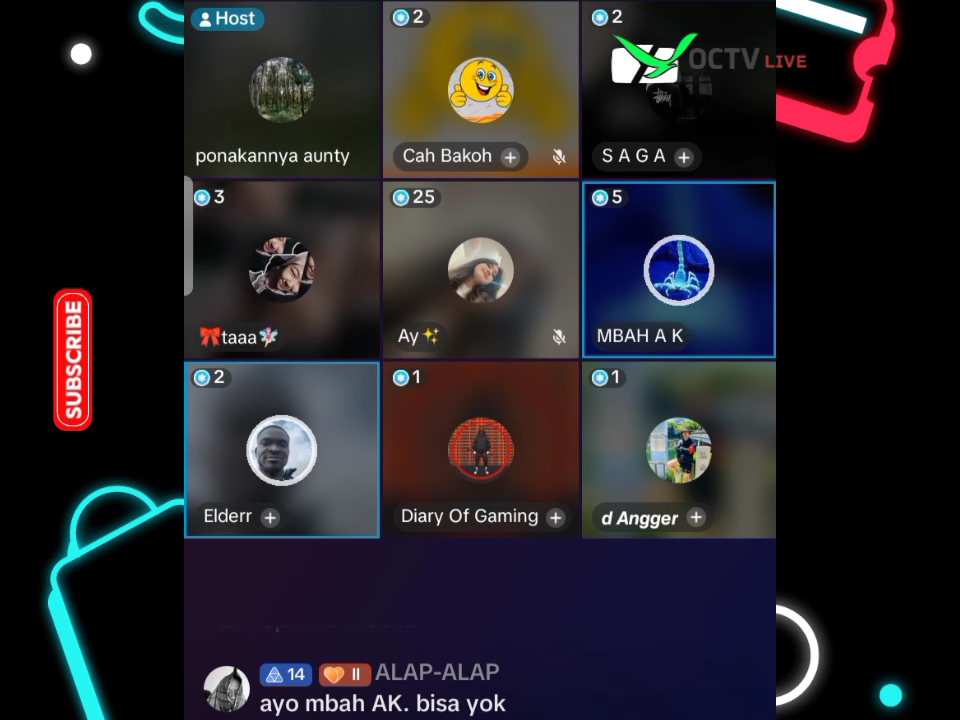 Host
2
2
OCTV LIVE
ponakannya aunty
Cah Bakoh
S A G A
3
25
5
🎀taaa🧚
Ay✨
MBAH A K
SUBSCRIBE
2
1
1
Elderr
Diary Of Gaming
d Angger
14 II ALAP-ALAP
ayo mbah AK. bisa yok